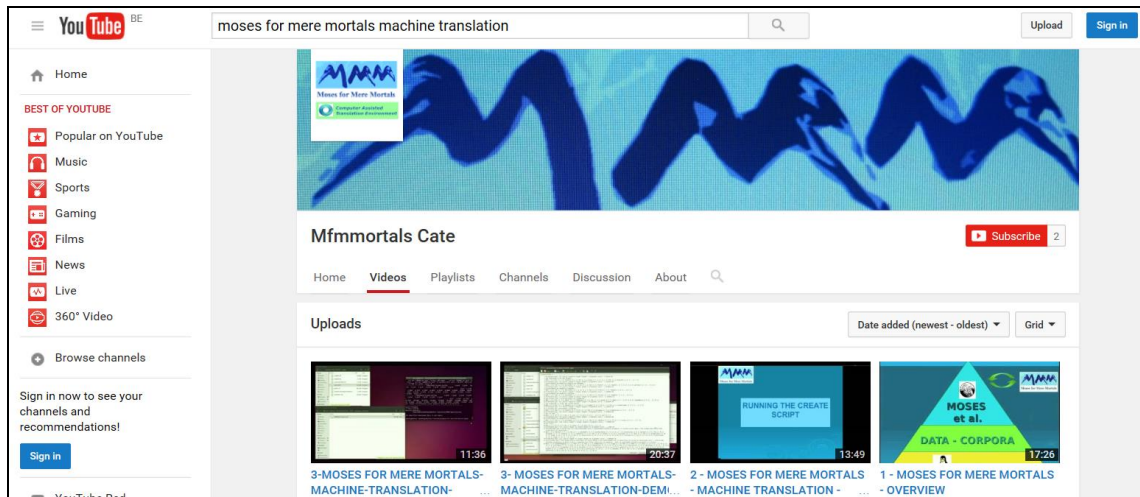 YouTube BE
moses for mere mortals machine translation
Upload
Sign in
Home
BEST OF YOUTUBE
Popular on YouTube
Music
Sports
Gaming
Films
News
Live
360° Video
Browse channels
Sign in now to see your
channels and
recommendations!
Sign in
YouTube Red
MMM
Moses for Mere Mortals
Computer Assisted
Translation Environment
MMM
Mfmmortals Cate
Subscribe 2
Home Videos Playlists Channels Discussion About
Uploads
Date added (newest - oldest)
Grid
11:36
3-MOSES FOR MERE MORTALS-
MACHINE-TRANSLATION- ...
20:37
3- MOSES FOR MERE MORTALS-
MACHINE-TRANSLATION-DEM...
MMM
RUNNING THE CREATE
SCRIPT
13:49
2 - MOSES FOR MERE MORTALS
- MACHINE TRANSLATION - ...
MMM
MOSES
et al.
DATA - CORPORA
17:26
1 - MOSES FOR MERE MORTALS
- OVERVIEW